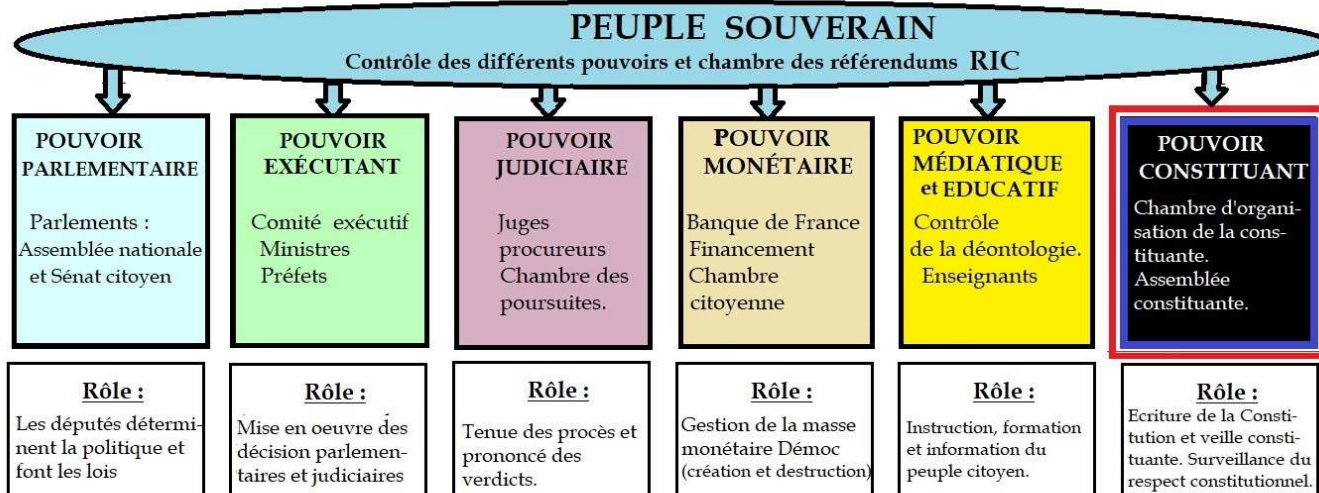 PEUPLE SOUVERAIN
Contrôle des différents pouvoirs et chambre des référendums RIC
POUVOIR
PARLEMENTAIRE
Parlements :
Assemblée nationale
et Sénat citoyen
POUVOIR
EXÉCUTANT
Comité exécutif
Ministres
Préfets
POUVOIR
JUDICIAIRE
Juges
procureurs
Chambre des
poursuites.
POUVOIR
MONÉTAIRE
Banque de France
Financement
Chambre
citoyenne
POUVOIR
MÉDIATIQUE
et EDUCATIF
Contrôle
de la déontologie.
Enseignants
POUVOIR
CONSTITUANT
Chambre d'organi-
sation de la cons-
tituante.
Assemblée
constituante.
Rôle :
Les députés détermi-
nent la politique et
font les lois
Rôle :
Mise en oeuvre des
décision parlemen-
taires et judiciaires
Rôle :
Tenue des procès et
prononcé des
verdicts.
Rôle :
Gestion de la masse
monétaire Démoc
(création et destruction)
Rôle :
Instruction, formation
et information du
peuple citoyen.
Rôle :
Ecriture de la Consti-
tution et veille consti-
tuante. Surveillance du
respect constitutionnel.